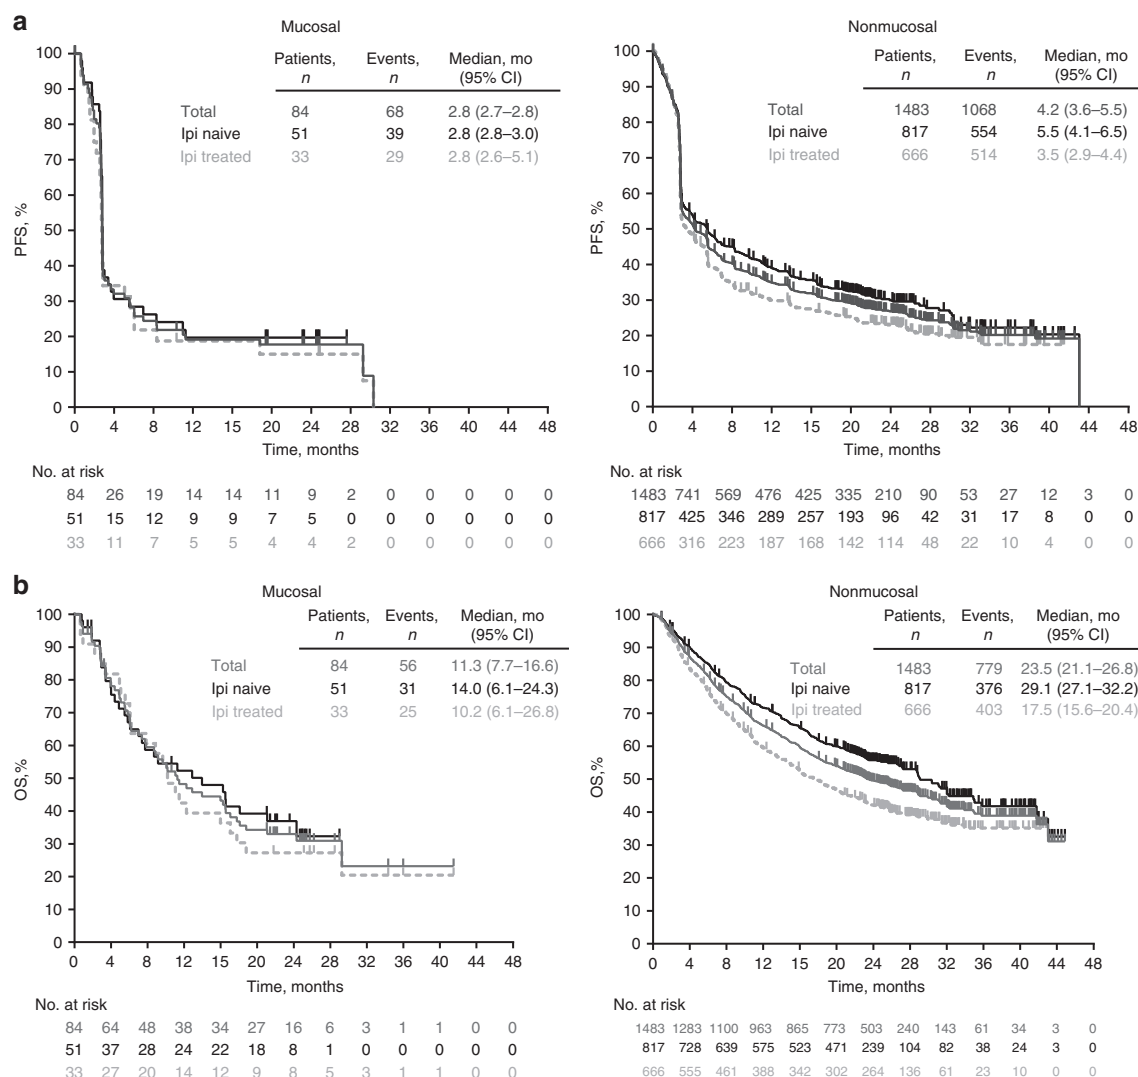 a
Mucosal
Patients, Events, Median, mo
n n (95% CI)
Total 84 68 2.8 (2.7–2.8)
Ipi naive 51 39 2.8 (2.8–3.0)
Ipi treated 33 29 2.8 (2.6–5.1)
PFS, %
100
90
80
70
60
50
40
30
20
10
0
0 4 8 12 16 20 24 28 32 36 40 44 48
Time, months
No. at risk
84 26 19 14 14 11 9 2 0 0 0 0 0
51 15 12 9 9 7 5 0 0 0 0 0 0
33 11 7 5 5 4 4 2 0 0 0 0 0
Nonmucosal
Patients, Events, Median, mo
n n (95% CI)
Total 1483 1068 4.2 (3.6–5.5)
Ipi naive 817 554 5.5 (4.1–6.5)
Ipi treated 666 514 3.5 (2.9–4.4)
PFS, %
100
90
80
70
60
50
40
30
20
10
0
0 4 8 12 16 20 24 28 32 36 40 44 48
Time, months
1483 741 569 476 425 335 210 90 53 27 12 3 0
817 425 346 289 257 193 96 42 31 17 8 0 0
666 316 223 187 168 142 114 48 22 10 4 0 0
b
Mucosal
Patients, Events, Median, mo
n n (95% CI)
Total 84 56 11.3 (7.7–16.6)
Ipi naive 51 31 14.0 (6.1–24.3)
Ipi treated 33 25 10.2 (6.1–26.8)
OS,%
100
90
80
70
60
50
40
30
20
10
0
0 4 8 12 16 20 24 28 32 36 40 44 48
Time, months
No. at risk
84 64 48 38 34 27 16 6 3 1 1 0 0
51 37 28 24 22 18 8 1 0 0 0 0 0
33 27 20 14 12 9 8 5 3 1 1 0 0
Nonmucosal
Patients, Events, Median, mo
n n (95% CI)
Total 1483 779 23.5 (21.1–26.8)
Ipi naive 817 376 29.1 (27.1–32.2)
Ipi treated 666 403 17.5 (15.6–20.4)
OS,%
100
90
80
70
60
50
40
30
20
10
0
0 4 8 12 16 20 24 28 32 36 40 44 48
Time, months
No. at risk
1483 1283 1100 963 865 773 503 240 143 61 34 3 0
817 728 639 575 523 471 239 104 82 38 24 3 0
666 555 461 388 342 302 264 136 61 23 10 0 0